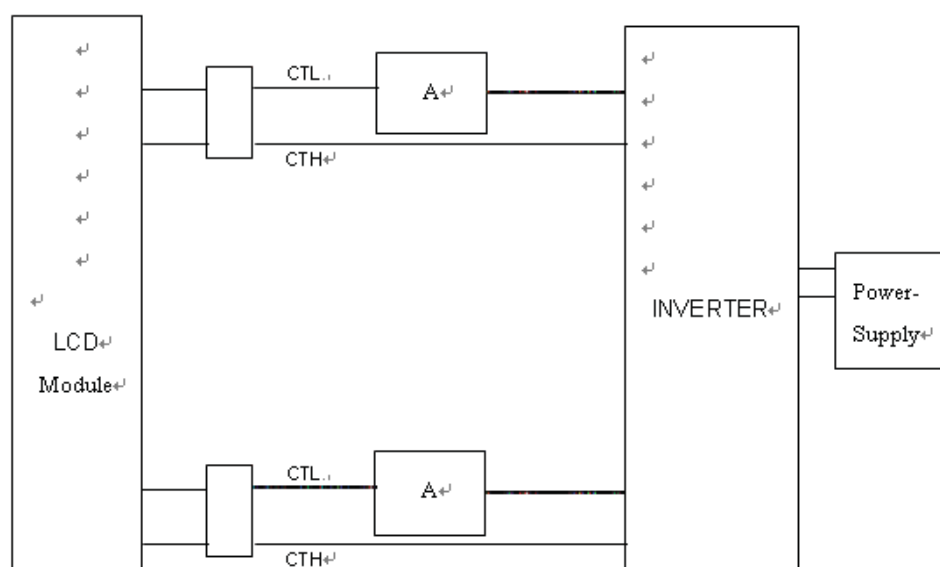 CTL
A
CTH
LCD
Module
INVERTER
Power-
Supply
CTL
A
CTH